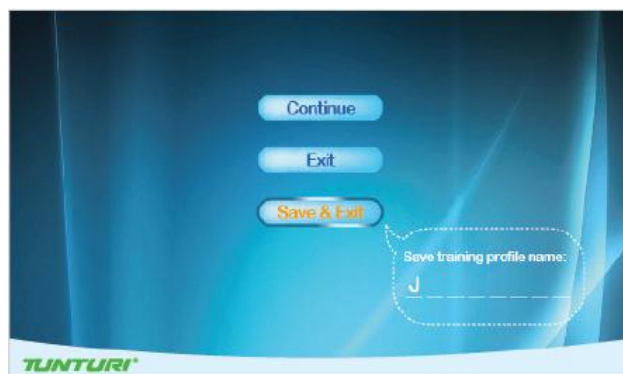 Continue
Exit
Save & Exit
Save training profile name:
J
TUNTURI®